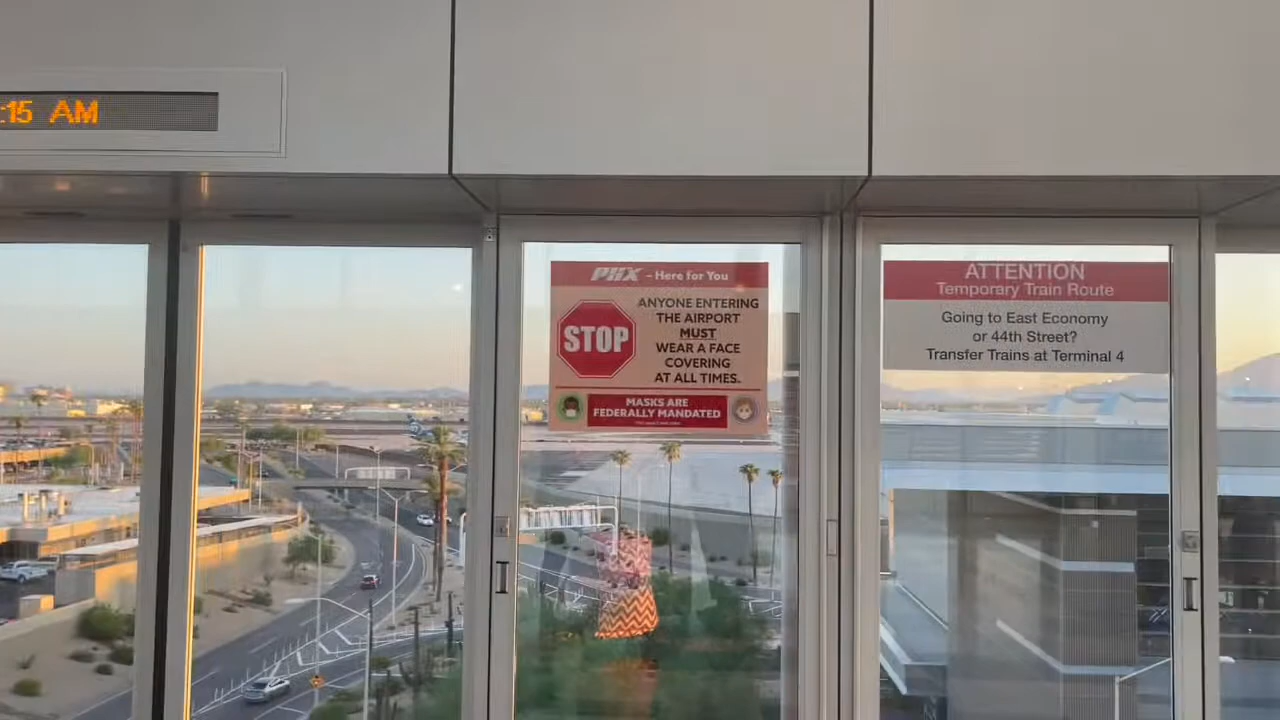 :15 AM
PHX – Here for You
STOP
ANYONE ENTERING
THE AIRPORT
MUST
WEAR A FACE
COVERING
AT ALL TIMES.
MASKS ARE
FEDERALLY MANDATED
ATTENTION
Temporary Train Route
Going to East Economy
or 44th Street?
Transfer Trains at Terminal 4